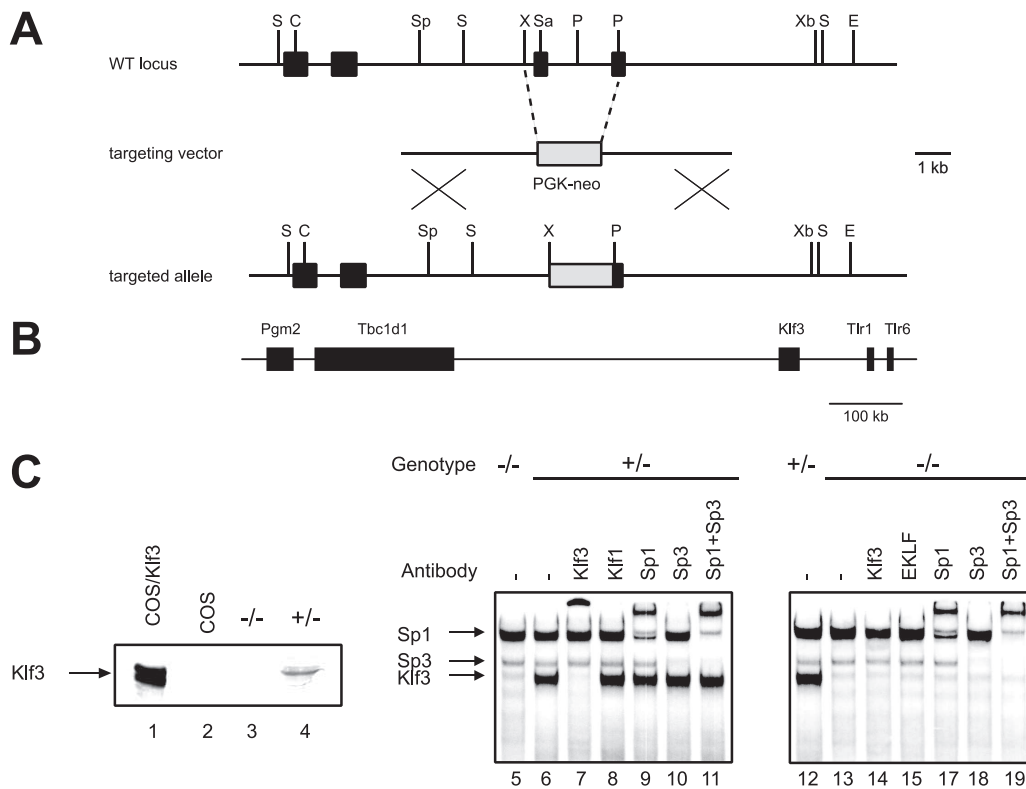 A
S C Sp S X Sa P P Xb S E
WT locus
targeting vector
PGK-neo
1 kb
S C Sp S X P Xb S E
targeted allele
B
Pgm2 Tbc1d1 Klf3 Tlr1 Tlr6
100 kb
C
Genotype -/- +/- +/- -/-
Antibody - - Klf3 Klf1 Sp1 Sp3 Sp1+Sp3 - - Klf3 EKLF Sp1 Sp3 Sp1+Sp3
COS/Klf3 COS -/- +/-
Sp1
Sp3
Klf3
Klf3
1 2 3 4
5 6 7 8 9 10 11 12 13 14 15 17 18 19